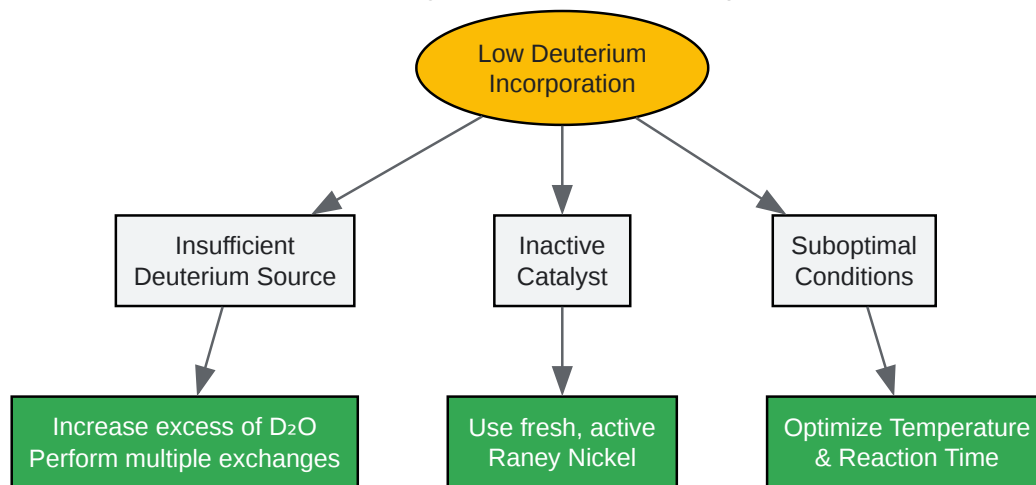 Low Deuterium
Incorporation
Insufficient
Deuterium Source
Inactive
Catalyst
Suboptimal
Conditions
Increase excess of D₂O
Perform multiple exchanges
Use fresh, active
Raney Nickel
Optimize Temperature
& Reaction Time